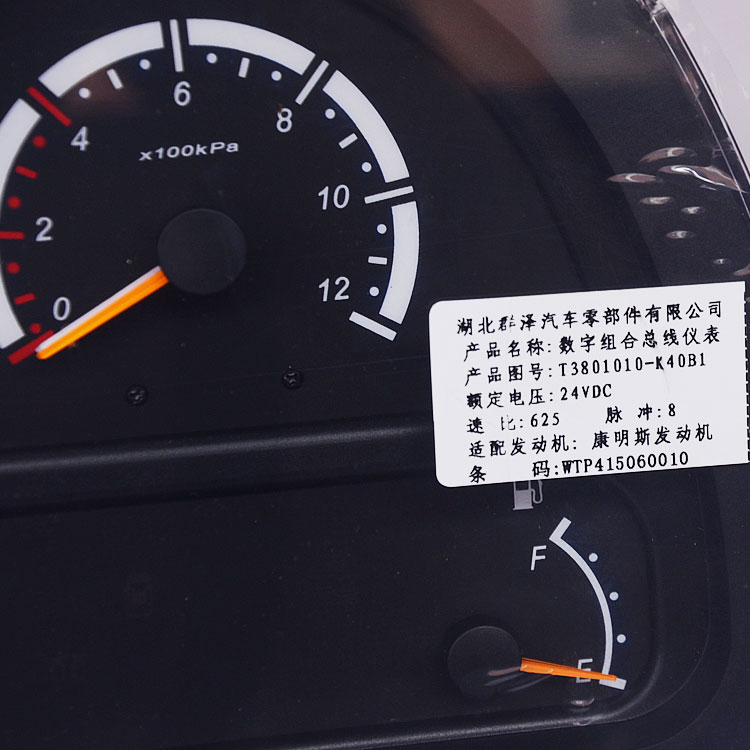 6
4
8
x100kPa
10
2
12
0
湖北群泽汽车零部件有限公司
产品名称:数字组合总线仪表
产品图号:T3801010-K40B1
额定电压:24VDC
速 比:625 脉 冲:8
适配发动机: 康明斯发动机
条 码:WTP415060010
F
E